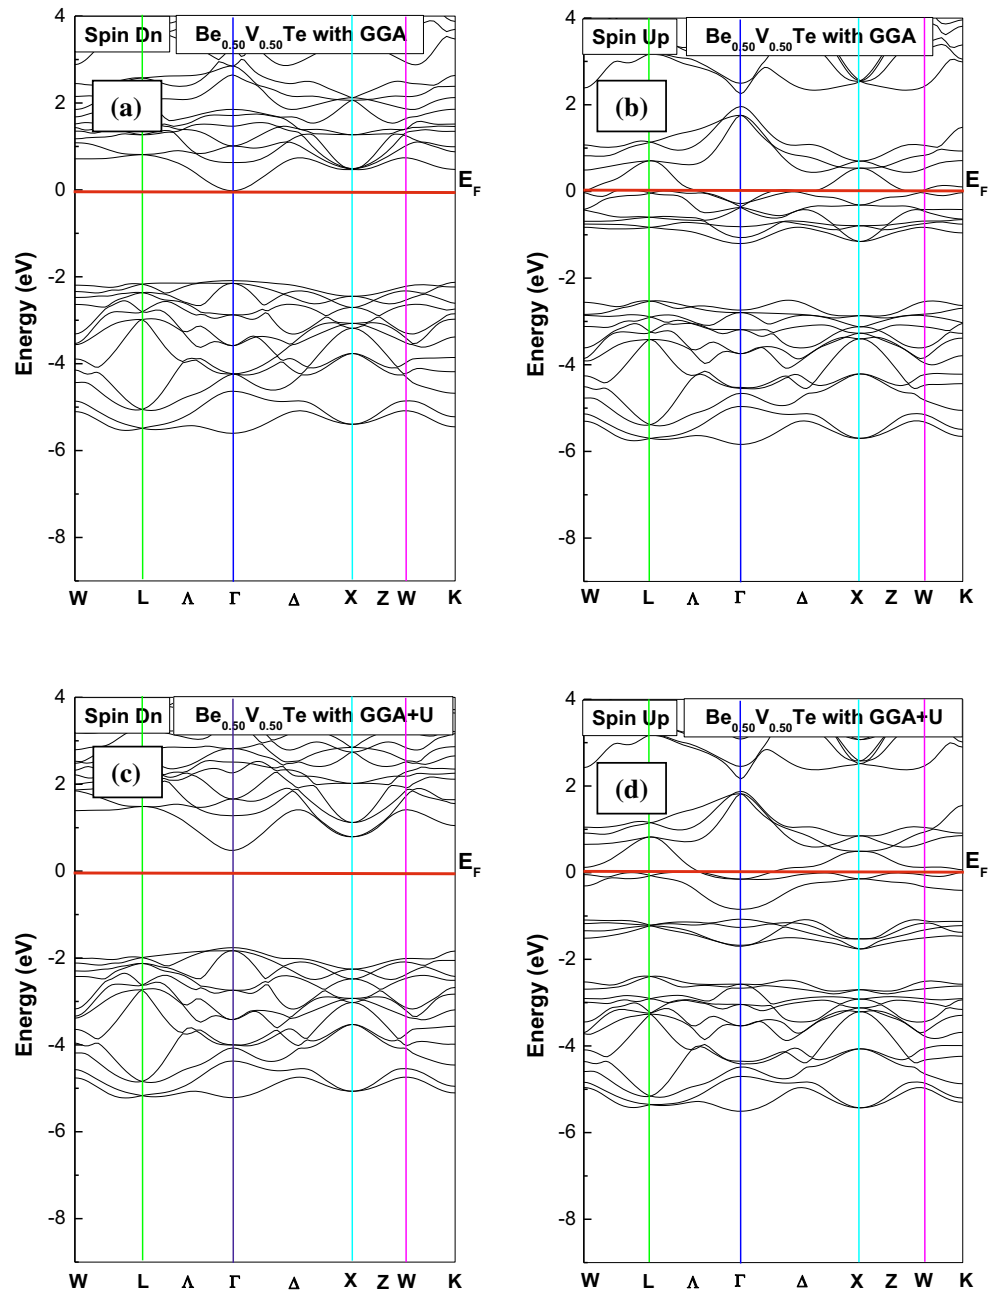 4
Spin Dn
Be0.50V0.50Te with GGA
(a)
2
0
EF
-2
-4
-6
-8
Energy (eV)
W L Λ Γ Δ X Z W K
4
Spin Up
Be0.50V0.50Te with GGA
(b)
2
0
EF
-2
-4
-6
-8
Energy (eV)
W L Λ Γ Δ X Z W K
4
Spin Dn
Be0.50V0.50Te with GGA+U
(c)
2
0
EF
-2
-4
-6
-8
Energy (eV)
W L Λ Γ Δ X Z W K
4
Spin Up
Be0.50V0.50Te with GGA+U
(d)
2
0
EF
-2
-4
-6
-8
Energy (eV)
W L Λ Γ Δ X Z W K